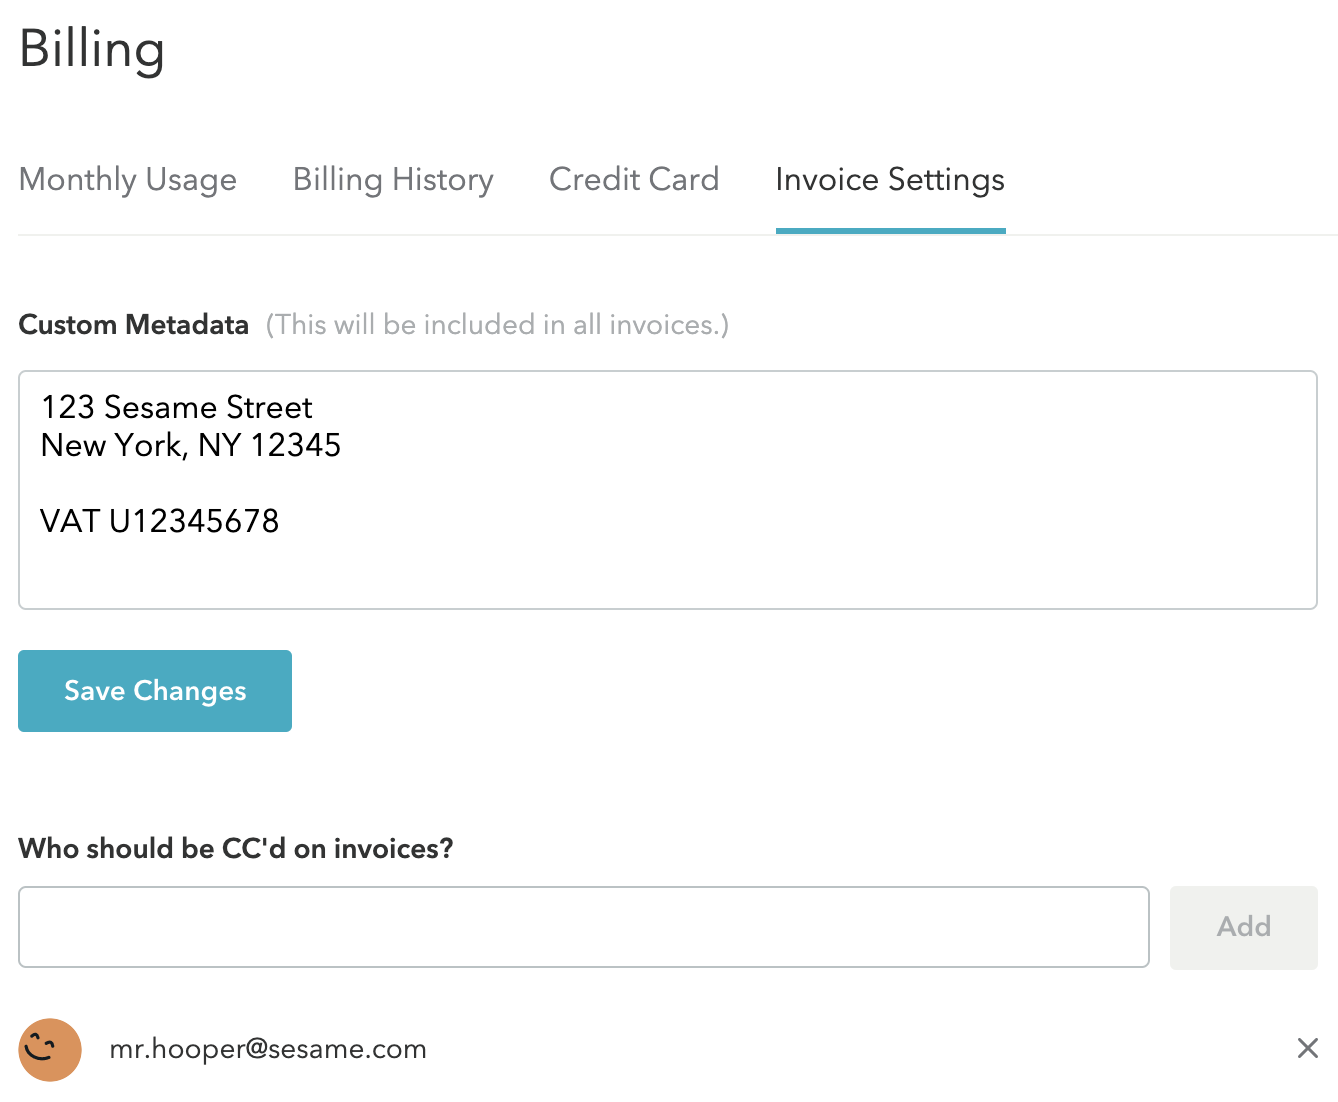 Billing
Monthly Usage Billing History Credit Card Invoice Settings
Custom Metadata (This will be included in all invoices.)
123 Sesame Street
New York, NY 12345
VAT U12345678
Save Changes
Who should be CC'd on invoices?
Add
mr.hooper@sesame.com